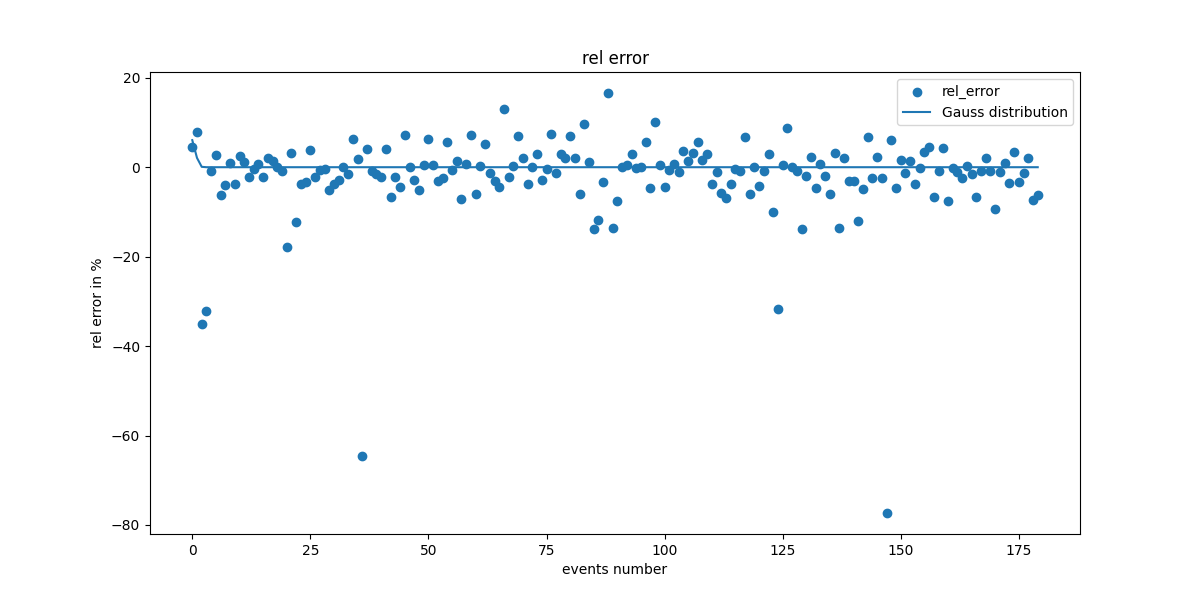 rel error
rel_error
Gauss distribution
20
0
−20
−40
−60
−80
rel error in %
0 25 50 75 100 125 150 175
events number